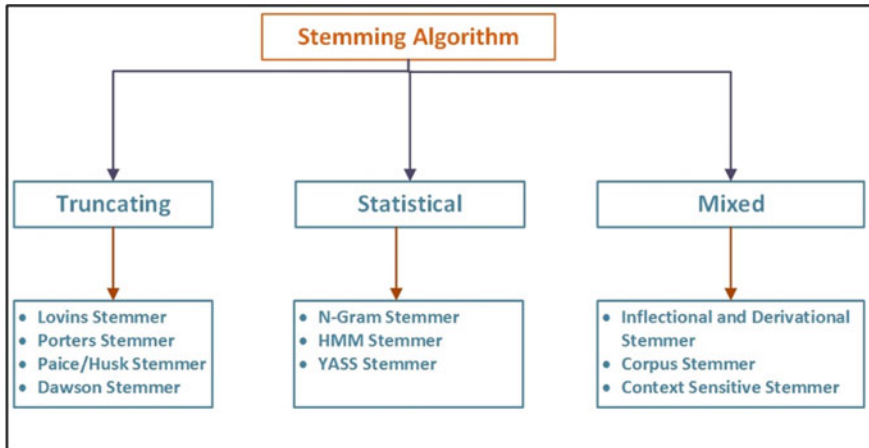 Stemming Algorithm
Truncating
Statistical
Mixed
• Lovins Stemmer
• Porters Stemmer
• Paice/Husk Stemmer
• Dawson Stemmer
• N-Gram Stemmer
• HMM Stemmer
• YASS Stemmer
• Inflectional and Derivational
Stemmer
• Corpus Stemmer
• Context Sensitive Stemmer